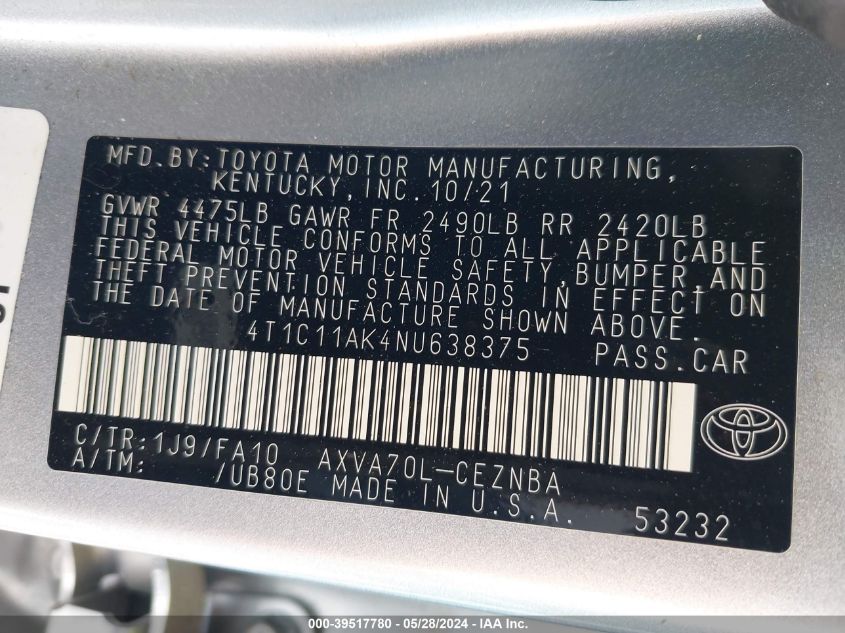 MFD. BY: TOYOTA MOTOR MANUFACTURING,
KENTUCKY, INC. 10/21
GVWR 4475LB GAWR FR 2490LB RR 2420LB
THIS VEHICLE CONFORMS TO ALL APPLICABLE
FEDERAL MOTOR VEHICLE SAFETY, BUMPER, AND
THEFT PREVENTION STANDARDS IN EFFECT ON
THE DATE OF MANUFACTURE SHOWN ABOVE.
4T1C11AK4NU638375 PASS.CAR
C/TR: 1J9/FA10 AXVA70L-CEZNBA
A/TM: /UB80E MADE IN U.S.A. 53232
000-39517780 - 05/28/2024 - IAA Inc.